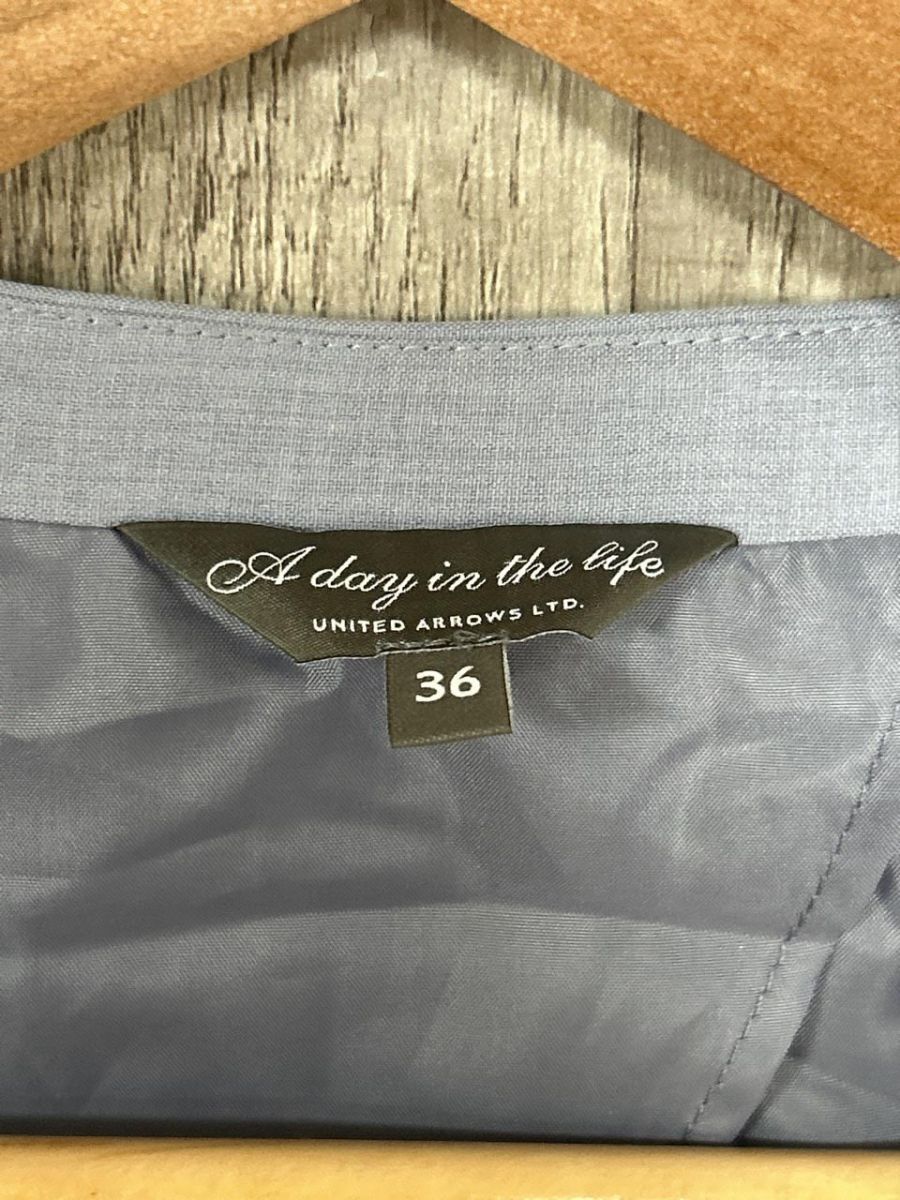 A day in the life
UNITED ARROWS LTD.
36